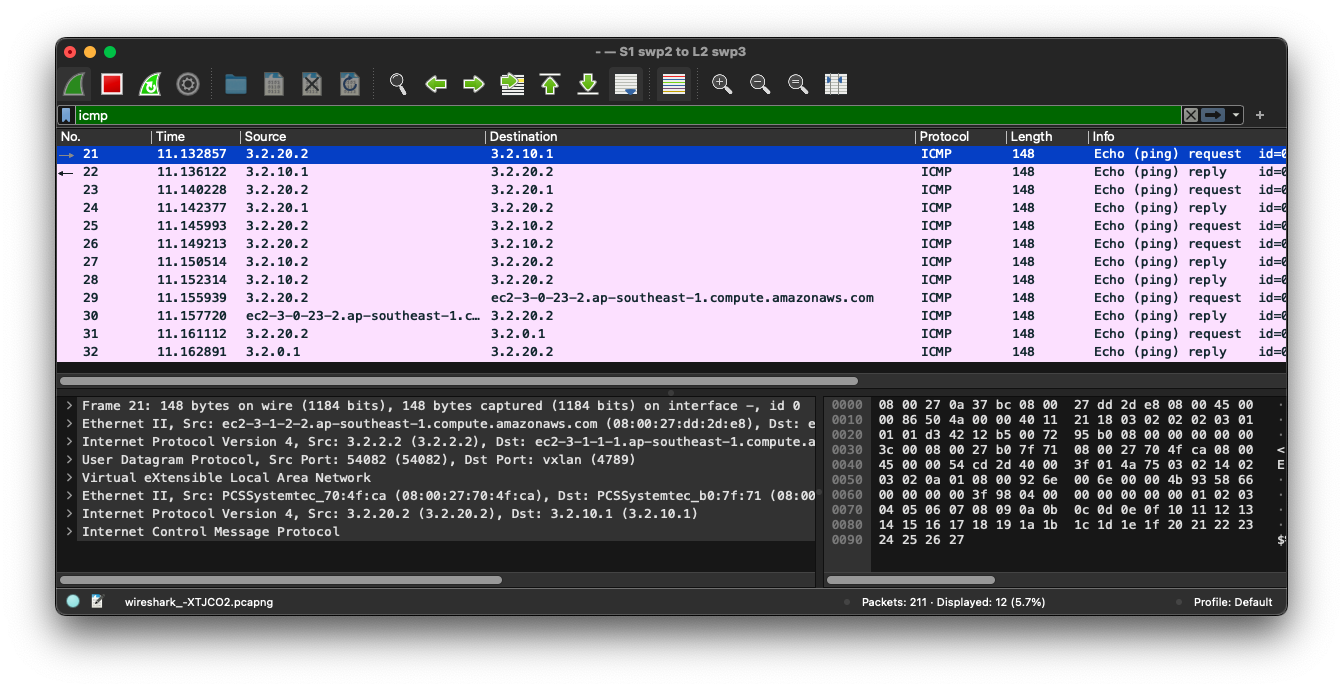 - — S1 swp2 to L2 swp3
icmp
No. Time Source Destination Protocol Length Info
21 11.132857 3.2.20.2 3.2.10.1 ICMP 148 Echo (ping) request id=0
22 11.136122 3.2.10.1 3.2.20.2 ICMP 148 Echo (ping) reply id=0
23 11.140228 3.2.20.2 3.2.20.1 ICMP 148 Echo (ping) request id=0
24 11.142377 3.2.20.1 3.2.20.2 ICMP 148 Echo (ping) reply id=0
25 11.145993 3.2.20.2 3.2.10.2 ICMP 148 Echo (ping) request id=0
26 11.149213 3.2.20.2 3.2.10.2 ICMP 148 Echo (ping) request id=0
27 11.150514 3.2.10.2 3.2.20.2 ICMP 148 Echo (ping) reply id=0
28 11.152314 3.2.10.2 3.2.20.2 ICMP 148 Echo (ping) reply id=0
29 11.155939 3.2.20.2 ec2-3-0-23-2.ap-southeast-1.compute.amazonaws.com ICMP 148 Echo (ping) request id=0
30 11.157720 ec2-3-0-23-2.ap-southeast-1.c… 3.2.20.2 ICMP 148 Echo (ping) reply id=0
31 11.161112 3.2.20.2 3.2.0.1 ICMP 148 Echo (ping) request id=0
32 11.162891 3.2.0.1 3.2.20.2 ICMP 148 Echo (ping) reply id=0
Frame 21: 148 bytes on wire (1184 bits), 148 bytes captured (1184 bits) on interface -, id 0
Ethernet II, Src: ec2-3-1-2-2.ap-southeast-1.compute.amazonaws.com (08:00:27:dd:2d:e8), Dst: e
Internet Protocol Version 4, Src: 3.2.2.2 (3.2.2.2), Dst: ec2-3-1-1-1.ap-southeast-1.compute.a
User Datagram Protocol, Src Port: 54082 (54082), Dst Port: vxlan (4789)
Virtual eXtensible Local Area Network
Ethernet II, Src: PCSSystemtec_70:4f:ca (08:00:27:70:4f:ca), Dst: PCSSystemtec_b0:7f:71 (08:00
Internet Protocol Version 4, Src: 3.2.20.2 (3.2.20.2), Dst: 3.2.10.1 (3.2.10.1)
Internet Control Message Protocol
0000 08 00 27 0a 37 bc 08 00 27 dd 2d e8 08 00 45 00 ·
0010 00 86 50 4a 00 00 40 11 21 18 03 02 02 02 03 01 ·
0020 01 01 d3 42 12 b5 00 72 95 b0 08 00 00 00 00 00 ·
0030 3c 00 08 00 27 b0 7f 71 08 00 27 70 4f ca 08 00 <
0040 45 00 00 54 cd 2d 40 00 3f 01 4a 75 03 02 14 02 E
0050 03 02 0a 01 08 00 92 6e 00 6e 00 00 4b 93 58 66 ·
0060 00 00 00 00 3f 98 04 00 00 00 00 00 00 01 02 03 ·
0070 04 05 06 07 08 09 0a 0b 0c 0d 0e 0f 10 11 12 13 ·
0080 14 15 16 17 18 19 1a 1b 1c 1d 1e 1f 20 21 22 23 ·
0090 24 25 26 27 $%
wireshark_-XTJCO2.pcapng Packets: 211 · Displayed: 12 (5.7%) Profile: Default